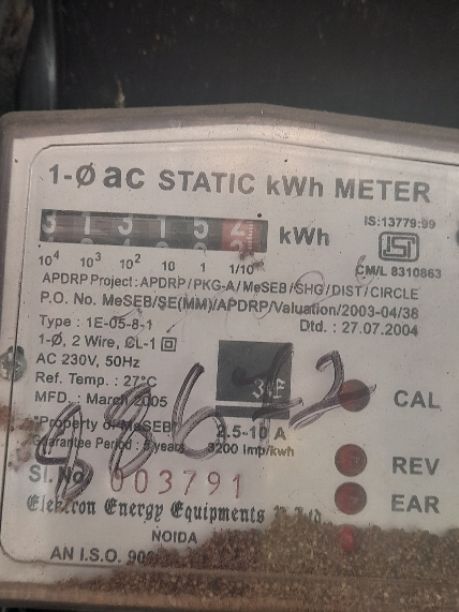 1-Ø ac STATIC kWh METER
IS:13779:99
3 1 3 1 5 2 kWh
ISI
10⁴ 10³ 10² 10 1 1/10
CM/L 8310863
APDRP Project : APDRP / PKG-A / MeSEB / SHG / DIST / CIRCLE
P.O. No. MeSEB/SE(MM)/APDRP/Valuation/2003-04/38
Dtd. : 27.07.2004
Type : 1E-05-8-1
1-Ø, 2 Wire, CL-1
AC 230V, 50Hz
Ref. Temp. : 27°C
MFD. : March 2005
CAL
"Property of MeSEB"
2.5-10 A
Guarantee Period : years
3200 Imp/kwh
REV
Sl. No. 003791
EAR
Elektron Energy Equipments
NOIDA
AN I.S.O.